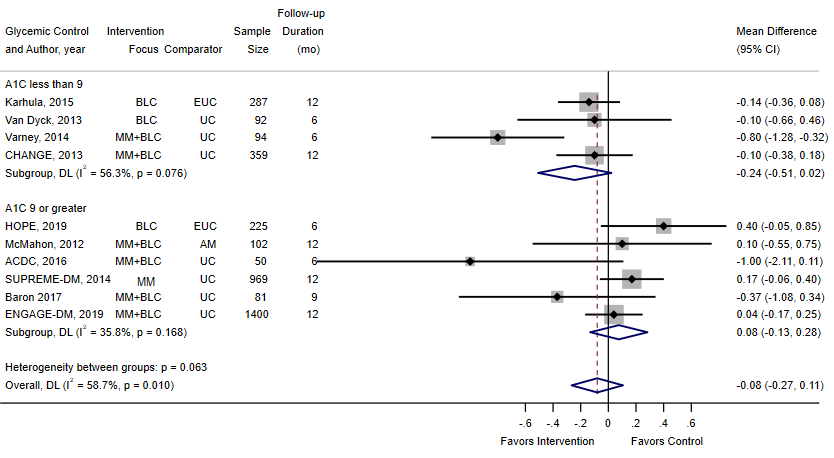 Follow-up
Glycemic Control Intervention Sample Duration Mean Difference
and Author, year Focus Comparator Size (mo) (95% CI)
A1C less than 9
Karhula, 2015 BLC EUC 287 12 -0.14 (-0.36, 0.08)
Van Dyck, 2013 BLC UC 92 6 -0.10 (-0.66, 0.46)
Varney, 2014 MM+BLC UC 94 6 -0.80 (-1.28, -0.32)
CHANGE, 2013 MM+BLC UC 359 12 -0.10 (-0.38, 0.18)
Subgroup, DL (I² = 56.3%, p = 0.076) -0.24 (-0.51, 0.02)
A1C 9 or greater
HOPE, 2019 BLC EUC 225 6 0.40 (-0.05, 0.85)
McMahon, 2012 MM+BLC AM 102 12 0.10 (-0.55, 0.75)
ACDC, 2016 MM+BLC UC 50 6 -1.00 (-2.11, 0.11)
SUPREME-DM, 2014 MM UC 969 12 0.17 (-0.06, 0.40)
Baron 2017 MM+BLC UC 81 9 -0.37 (-1.08, 0.34)
ENGAGE-DM, 2019 MM+BLC UC 1400 12 0.04 (-0.17, 0.25)
Subgroup, DL (I² = 35.8%, p = 0.168) 0.08 (-0.13, 0.28)
Heterogeneity between groups: p = 0.063
Overall, DL (I² = 58.7%, p = 0.010) -0.08 (-0.27, 0.11)
-.6 -.4 -.2 0 .2 .4 .6
Favors Intervention Favors Control